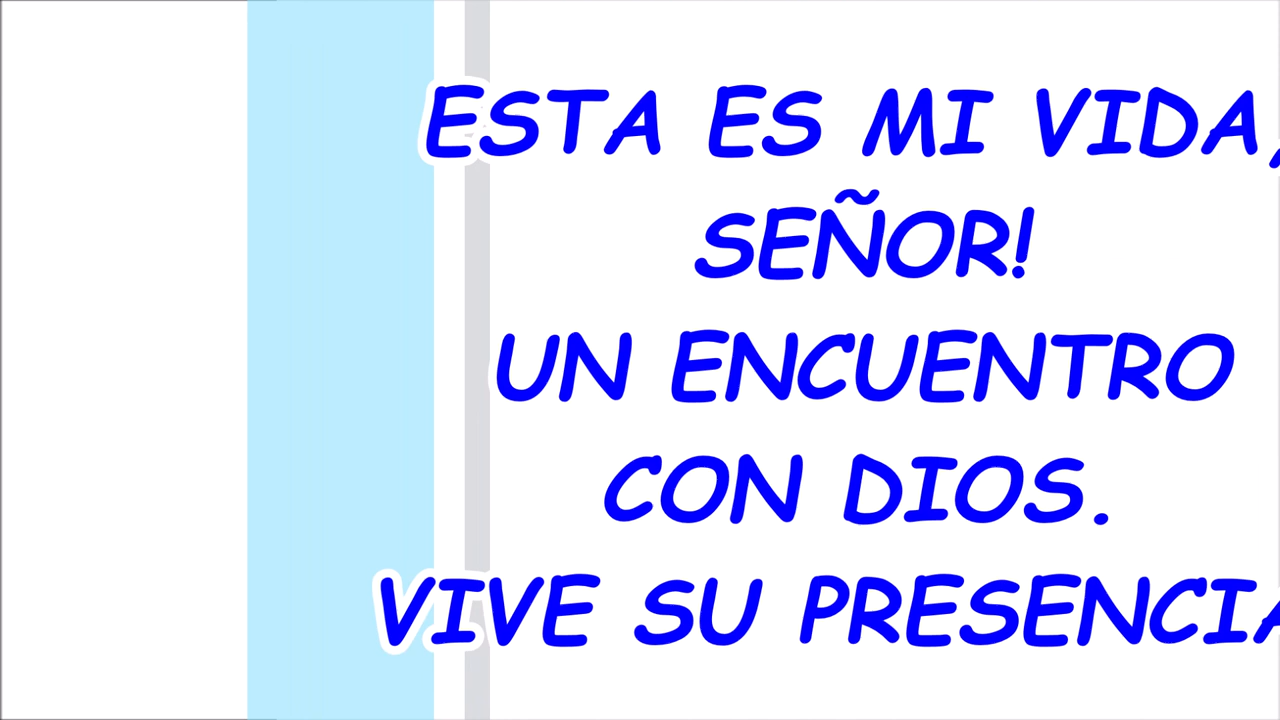 ESTA ES MI VIDA,
SEÑOR!
UN ENCUENTRO
CON DIOS.
VIVE SU PRESENCIA